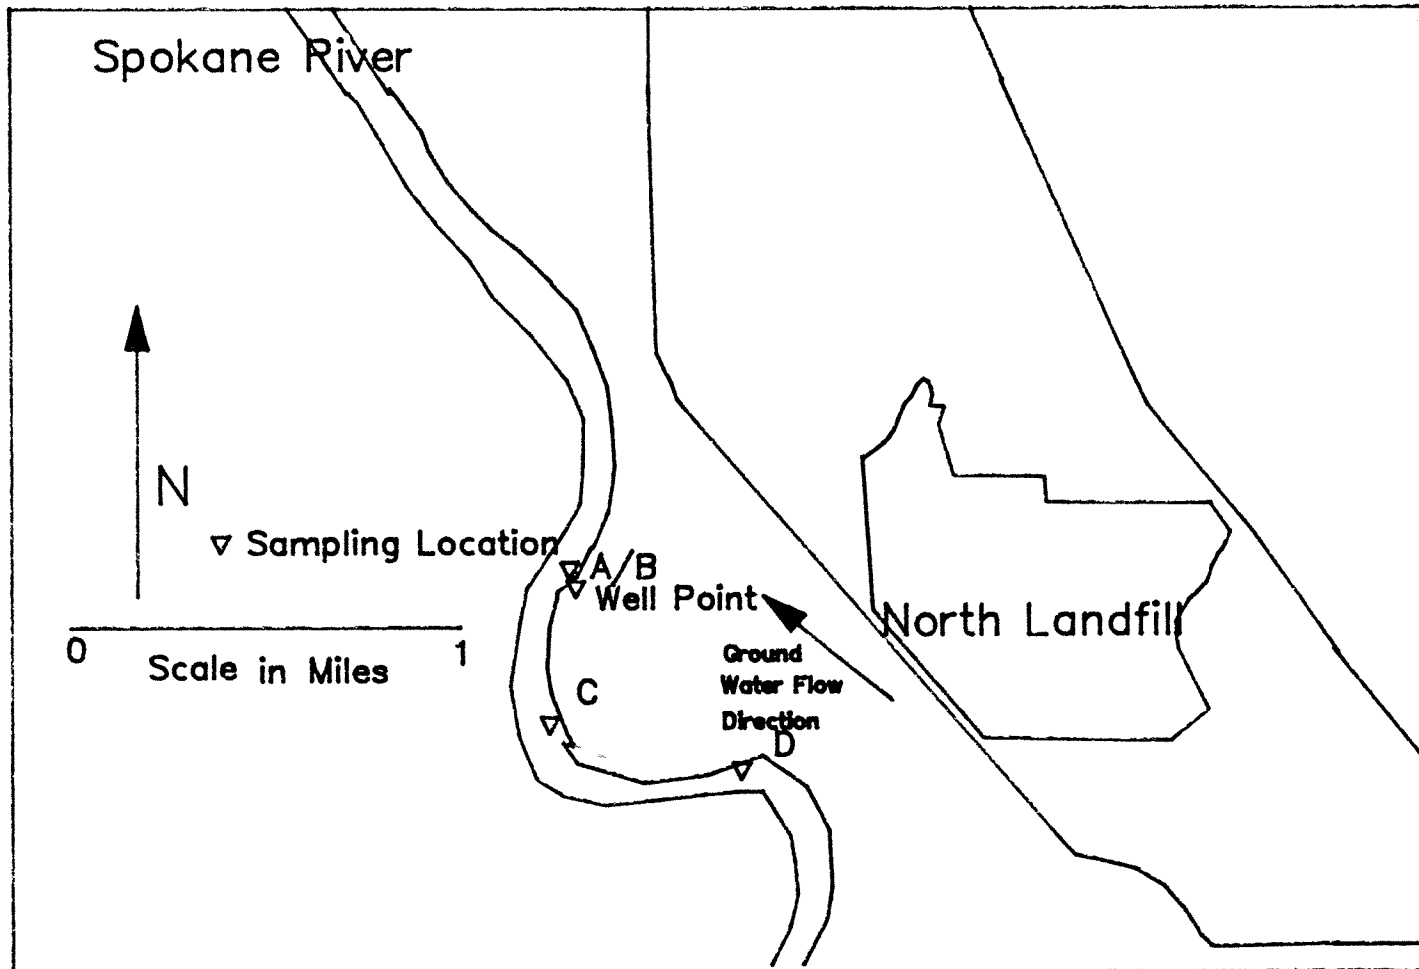 Spokane River
N
▽ Sampling Location
A/B
Well Point
North Landfill
0 1
Scale in Miles
Ground
Water Flow
Direction
C
D